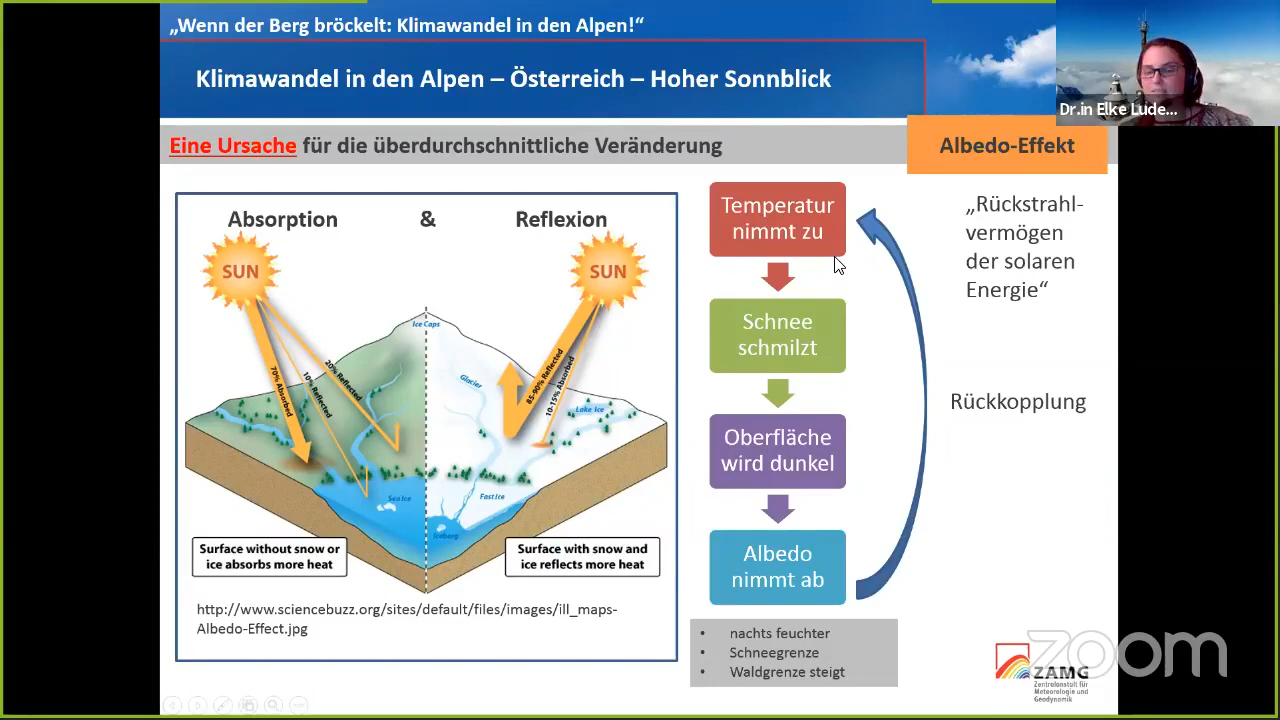 „Wenn der Berg bröckelt: Klimawandel in den Alpen!“
Klimawandel in den Alpen – Österreich – Hoher Sonnblick
Dr.in Elke Lude...
Eine Ursache für die überdurchschnittliche Veränderung
Albedo-Effekt
Absorption & Reflexion
SUN
SUN
Ice Caps
Glacier
Lake Ice
70% Absorbed
10% Reflected
20% Reflected
85-90% Reflected
10-15% Absorbed
Sea Ice
Fast Ice
Iceberg
Surface without snow or
ice absorbs more heat
Surface with snow and
ice reflects more heat
http://www.sciencebuzz.org/sites/default/files/images/ill_maps-
Albedo-Effect.jpg
Temperatur
nimmt zu
Schnee
schmilzt
Oberfläche
wird dunkel
Albedo
nimmt ab
„Rückstrahl-
vermögen
der solaren
Energie“
Rückkopplung
• nachts feuchter
• Schneegrenze
• Waldgrenze steigt
ZAMG
Zentralanstalt für
Meteorologie und
Geodynamik
zoom